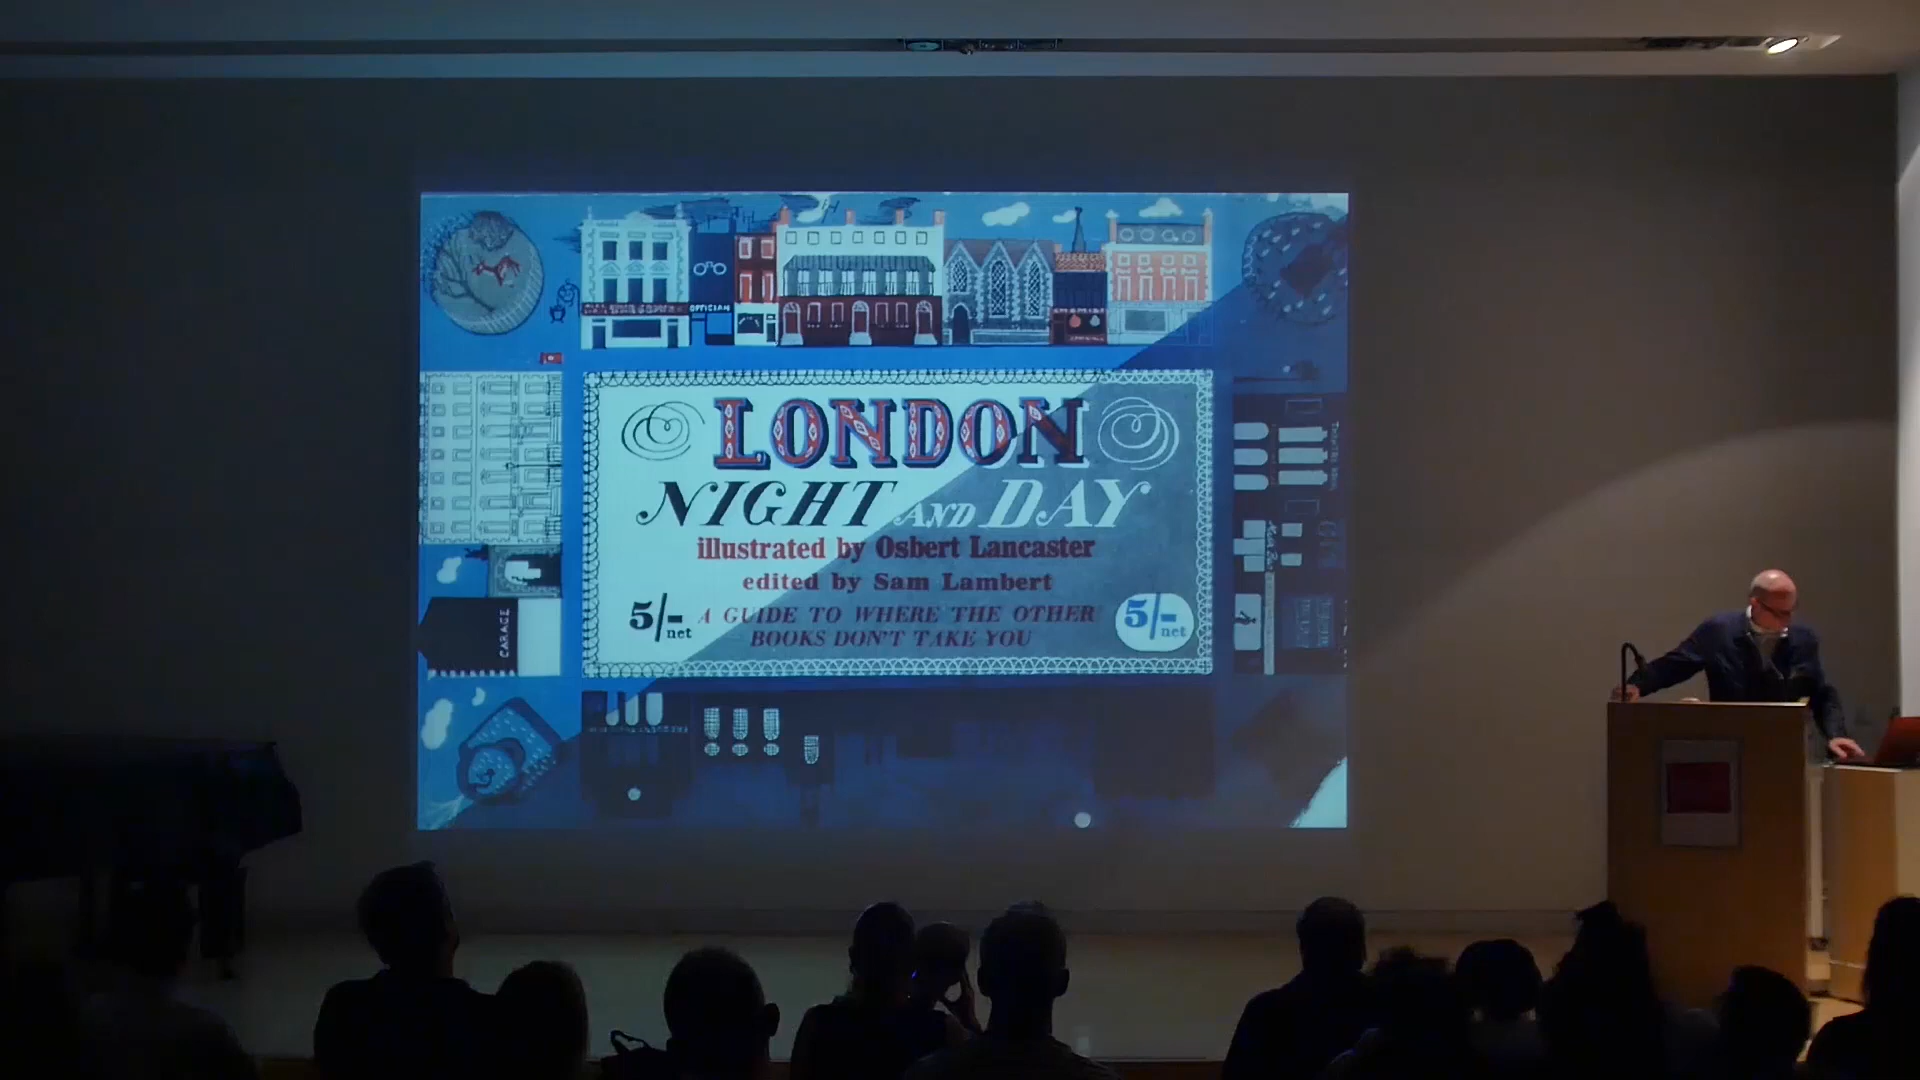 OPTICIAN
LONDON
NIGHT AND DAY
illustrated by Osbert Lancaster
edited by Sam Lambert
5/- net
A GUIDE TO WHERE THE OTHER
BOOKS DON'T TAKE YOU
5/- net
GARAGE